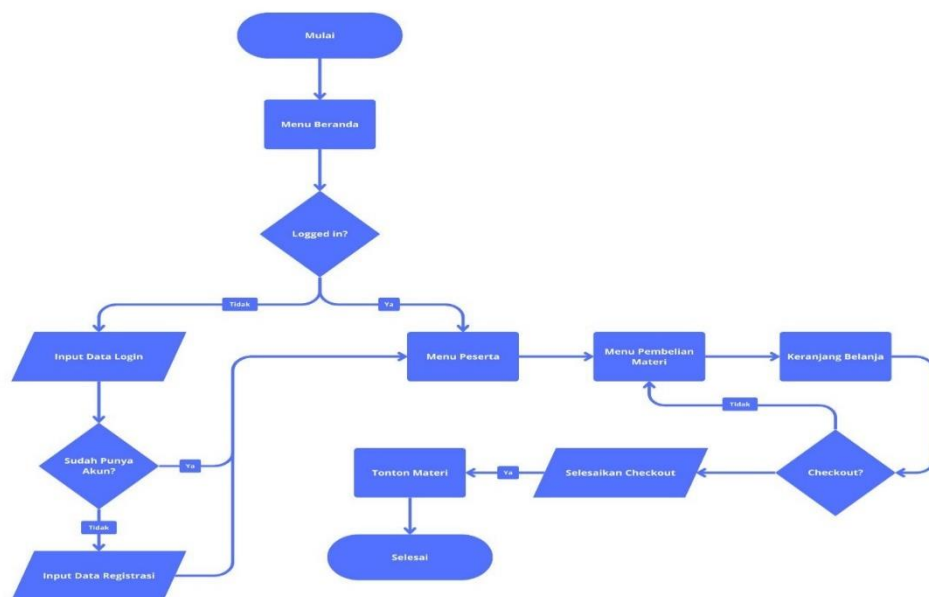 Mulai
Menu Beranda
Logged in?
Tidak
Ya
Input Data Login
Menu Peserta
Menu Pembelian
Materi
Keranjang Belanja
Tidak
Sudah Punya
Akun?
Ya
Tonton Materi
Ya
Selesaikan Checkout
Checkout?
Tidak
Input Data Registrasi
Selesai